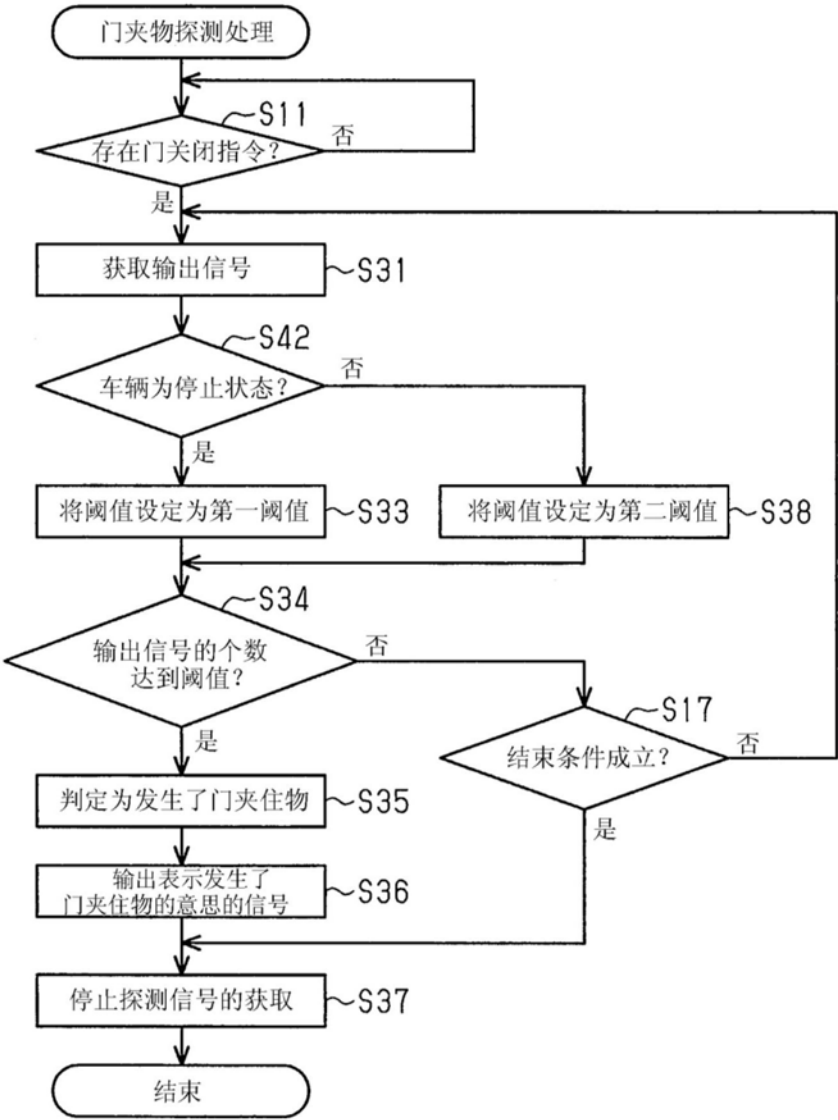 门夹物探测处理
S11
存在门关闭指令？
否
是
获取输出信号
S31
S42
车辆为停止状态？
否
是
将阈值设定为第一阈值
S33
将阈值设定为第二阈值
S38
S34
输出信号的个数
达到阈值？
否
是
S17
结束条件成立？
否
是
判定为发生了门夹住物
S35
输出表示发生了
门夹住物的意思的信号
S36
停止探测信号的获取
S37
结束